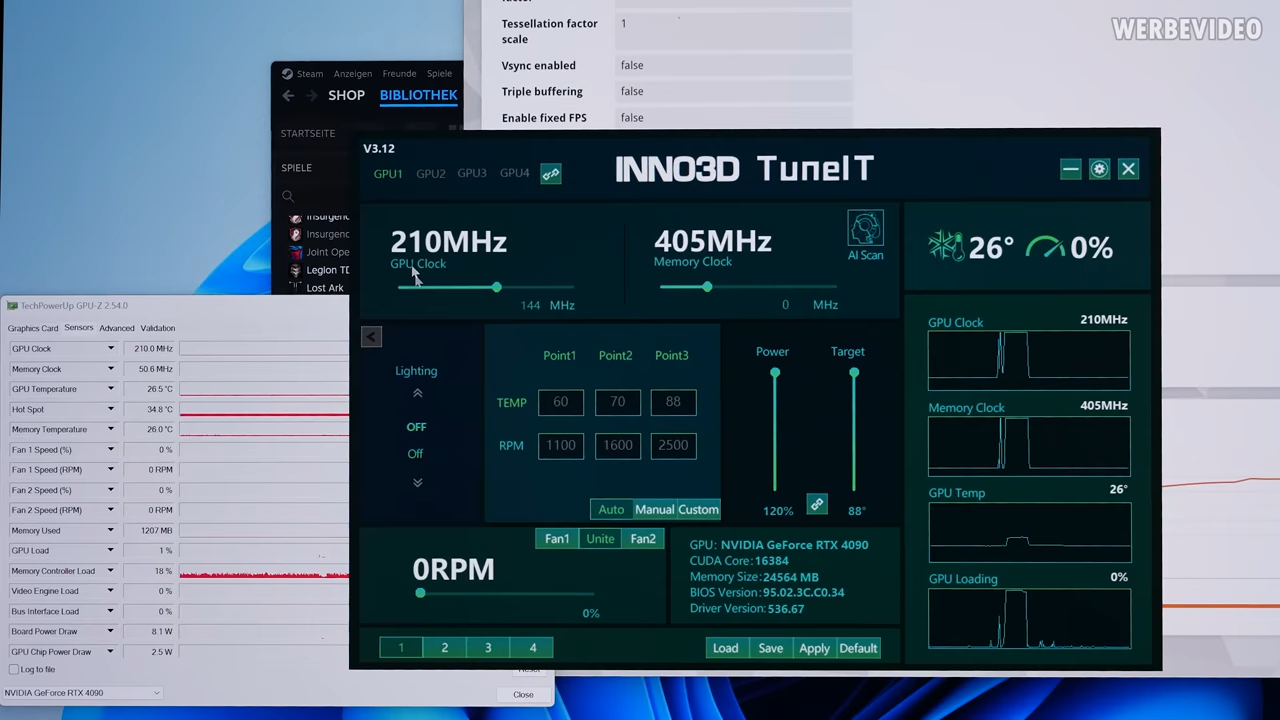 WERBEVIDEO
Tessellation factor
scale
1
Vsync enabled false
Triple buffering false
Enable fixed FPS false
Steam Anzeigen Freunde Spiele
SHOP BIBLIOTHEK
STARTSEITE
SPIELE
Joint Ope
Legion TD
Lost Ark
V3.12
GPU1 GPU2 GPU3 GPU4
INNO3D TuneIT
210MHz
GPU Clock
144 MHz
405MHz
Memory Clock
0 MHz
AI Scan
26° 0%
Lighting
OFF
Off
Point1 Point2 Point3
TEMP 60 70 88
RPM 1100 1600 2500
Auto Manual Custom
Power Target
120% 88°
Fan1 Unite Fan2
0RPM
0%
GPU: NVIDIA GeForce RTX 4090
CUDA Core:16384
Memory Size:24564 MB
BIOS Version:95.02.3C.C0.34
Driver Version:536.67
1 2 3 4
Load Save Apply Default
GPU Clock 210MHz
Memory Clock 405MHz
GPU Temp 26°
GPU Loading 0%
TechPowerUp GPU-Z 2.54.0
Graphics Card Sensors Advanced Validation
GPU Clock 210.0 MHz
Memory Clock 50.6 MHz
GPU Temperature 26.5 °C
Hot Spot 34.8 °C
Memory Temperature 26.0 °C
Fan 1 Speed (%) 0 %
Fan 1 Speed (RPM) 0 RPM
Fan 2 Speed (%) 0 %
Fan 2 Speed (RPM) 0 RPM
Memory Used 1207 MB
GPU Load 1 %
Memory Controller Load 18 %
Video Engine Load 0 %
Bus Interface Load 0 %
Board Power Draw 8.1 W
GPU Chip Power Draw 2.5 W
Log to file
NVIDIA GeForce RTX 4090
Close